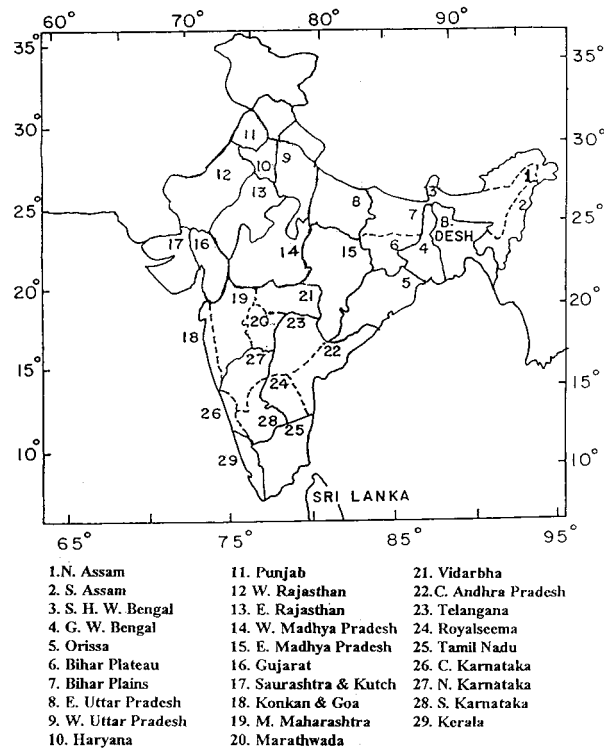 60° 70° 75° 80° 85° 90°
35° 35°
30° 30°
25° 25°
20° 20°
15° 15°
10° 10°
65° 75° 80° 85° 90° 95°
11
10
9
12
13
8
7
3
1
2
B.
DESH
17
16
14
15
6
4
5
19
21
18
20
23
22
27
24
26
28
25
29
SRI LANKA
1.N. Assam
2. S. Assam
3. S. H. W. Bengal
4. G. W. Bengal
5. Orissa
6. Bihar Plateau
7. Bihar Plains
8. E. Uttar Pradesh
9. W. Uttar Pradesh
10. Haryana
11. Punjab
12 W. Rajasthan
13. E. Rajasthan
14. W. Madhya Pradesh
15. E. Madhya Pradesh
16. Gujarat
17. Saurashtra & Kutch
18. Konkan & Goa
19. M. Maharashtra
20. Marathwada
21. Vidarbha
22.C. Andhra Pradesh
23. Telangana
24. Royalseema
25. Tamil Nadu
26. C. Karnataka
27. N. Karnataka
28. S. Karnataka
29. Kerala